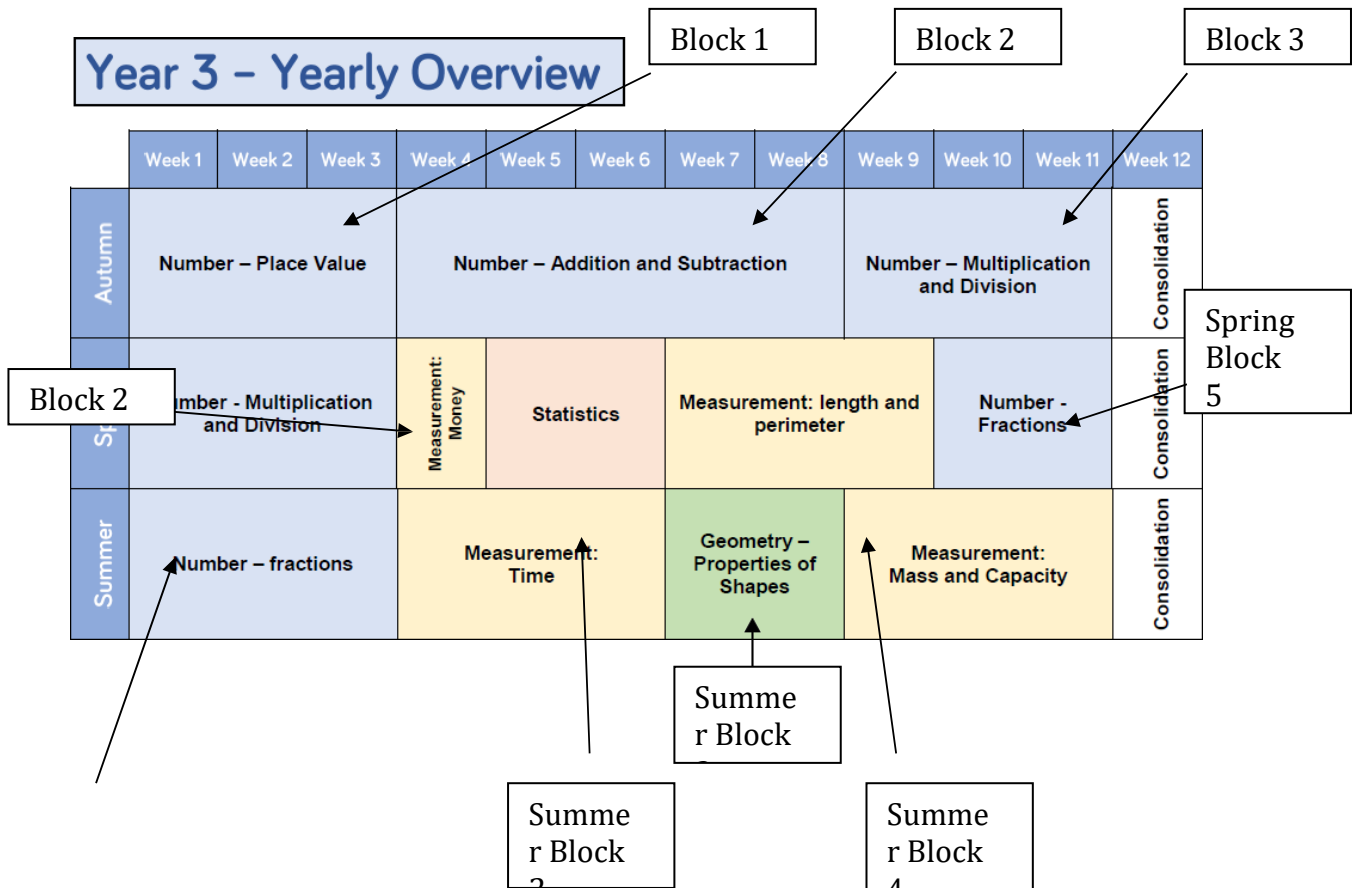 Block 1
Block 2
Block 3
Year 3 – Yearly Overview
Week 1
Week 2
Week 3
Week 4
Week 5
Week 6
Week 7
Week 8
Week 9
Week 10
Week 11
Week 12
Autumn
Number – Place Value
Number – Addition and Subtraction
Number – Multiplication
and Division
Consolidation
Spring
Block
5
Block 2
Sp
umber - Multiplication
and Division
Measurement:
Money
Statistics
Measurement: length and
perimeter
Number -
Fractions
Consolidation
Summer
Number – fractions
Measurement:
Time
Geometry –
Properties of
Shapes
Measurement:
Mass and Capacity
Consolidation
Summe
r Block
Summe
r Block
Summe
r Block